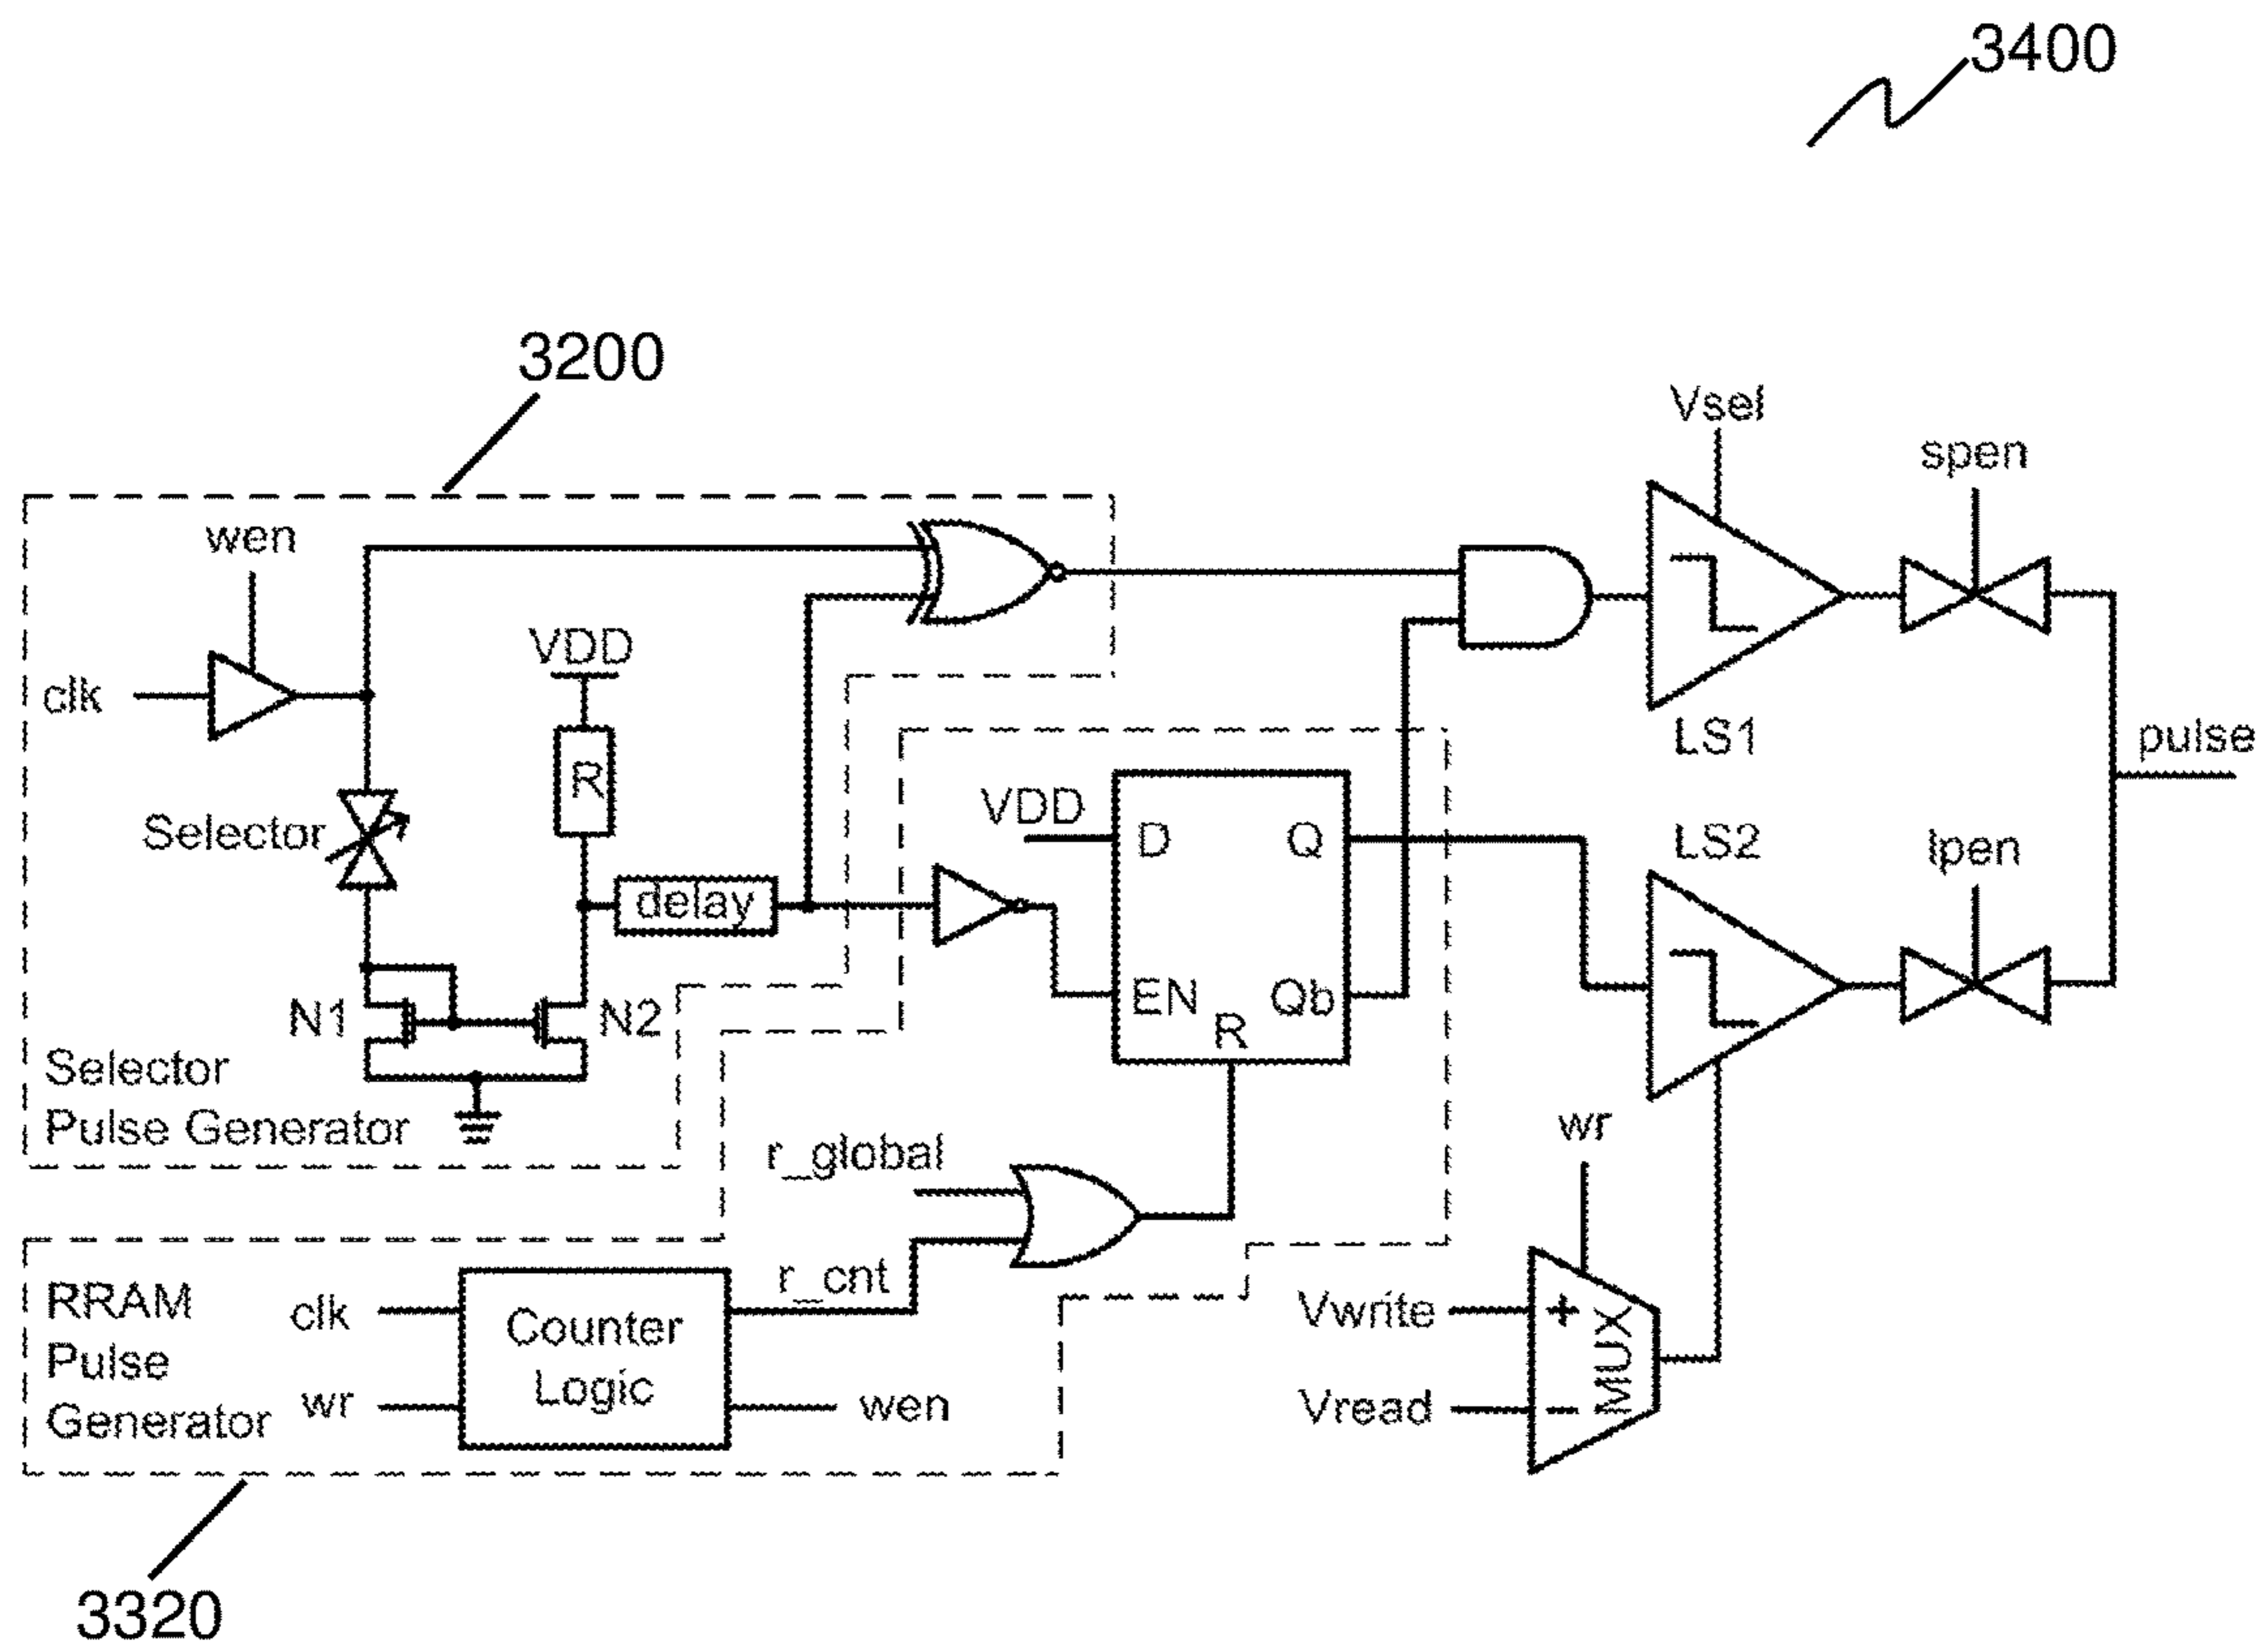 3400
3200
Vsel
spen
wen
VDD
clk
R
LS1
pulse
VDD
D
Q
Selector
LS2
lpen
delay
EN
Qb
N1
N2
R
Selector
Pulse Generator
wr
r_global
r_cnt
RRAM
Pulse
Generator
clk
wr
Counter
Logic
wen
Vwrite
+
MUX
Vread
−
3320